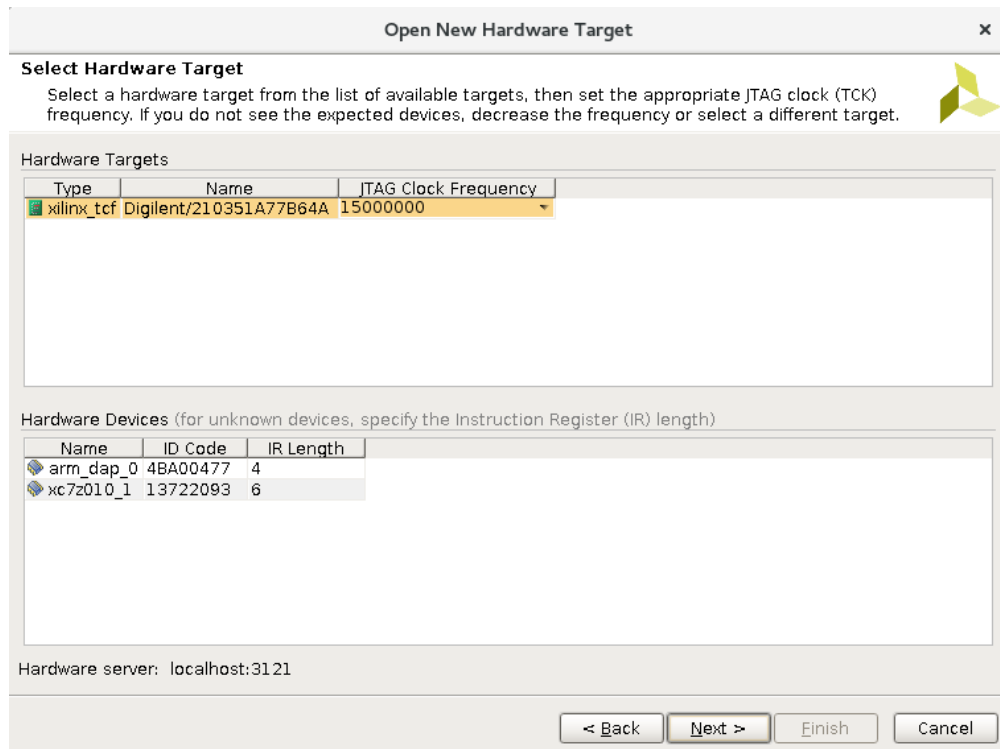 Open New Hardware Target ×
Select Hardware Target
Select a hardware target from the list of available targets, then set the appropriate JTAG clock (TCK)
frequency. If you do not see the expected devices, decrease the frequency or select a different target.
Hardware Targets
Type Name JTAG Clock Frequency
xilinx_tcf Digilent/210351A77B64A 15000000
Hardware Devices (for unknown devices, specify the Instruction Register (IR) length)
Name ID Code IR Length
arm_dap_0 4BA00477 4
xc7z010_1 13722093 6
Hardware server: localhost:3121
< Back Next > Finish Cancel